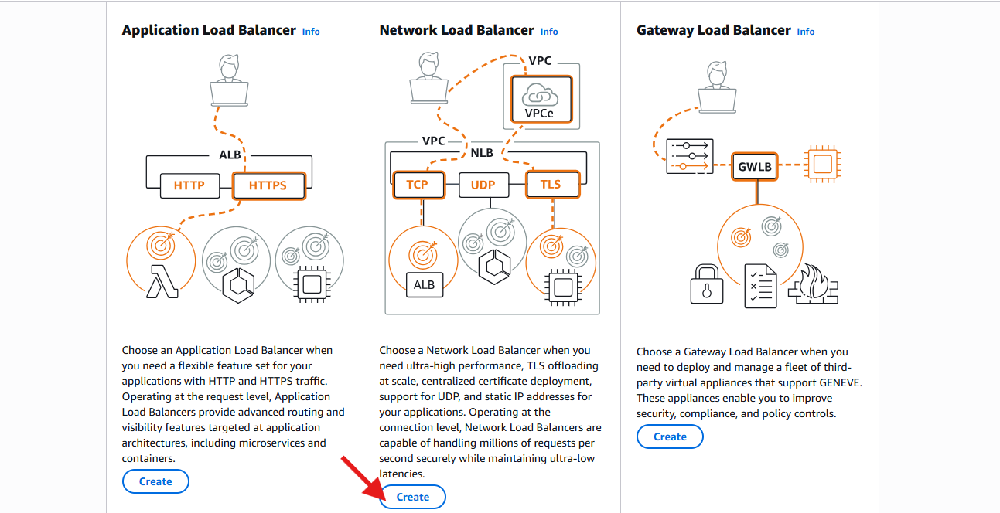 Application Load Balancer Info
ALB
HTTP
HTTPS
Choose an Application Load Balancer when
you need a flexible feature set for your
applications with HTTP and HTTPS traffic.
Operating at the request level, Application
Load Balancers provide advanced routing and
visibility features targeted at application
architectures, including microservices and
containers.
Create
Network Load Balancer Info
VPC
VPCe
VPC
NLB
TCP
UDP
TLS
ALB
Choose a Network Load Balancer when you
need ultra-high performance, TLS offloading
at scale, centralized certificate deployment,
support for UDP, and static IP addresses for
your applications. Operating at the
connection level, Network Load Balancers are
capable of handling millions of requests per
second securely while maintaining ultra-low
latencies.
Create
Gateway Load Balancer Info
GWLB
Choose a Gateway Load Balancer when you
need to deploy and manage a fleet of third-
party virtual appliances that support GENEVE.
These appliances enable you to improve
security, compliance, and policy controls.
Create